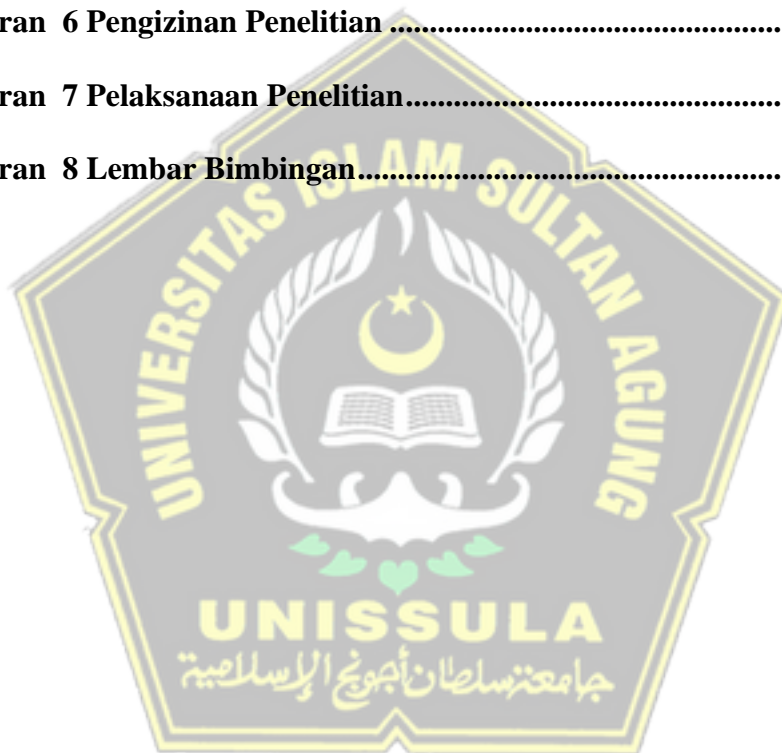 ran 6 Pengizinan Penelitian ................................................
ran 7 Pelaksanaan Penelitian ..............................................
ran 8 Lembar Bimbingan ....................................................
UNIVERSITAS ISLAM SULTAN AGUNG
UNISSULA
جامعة سلطان أجونج الإسلامية